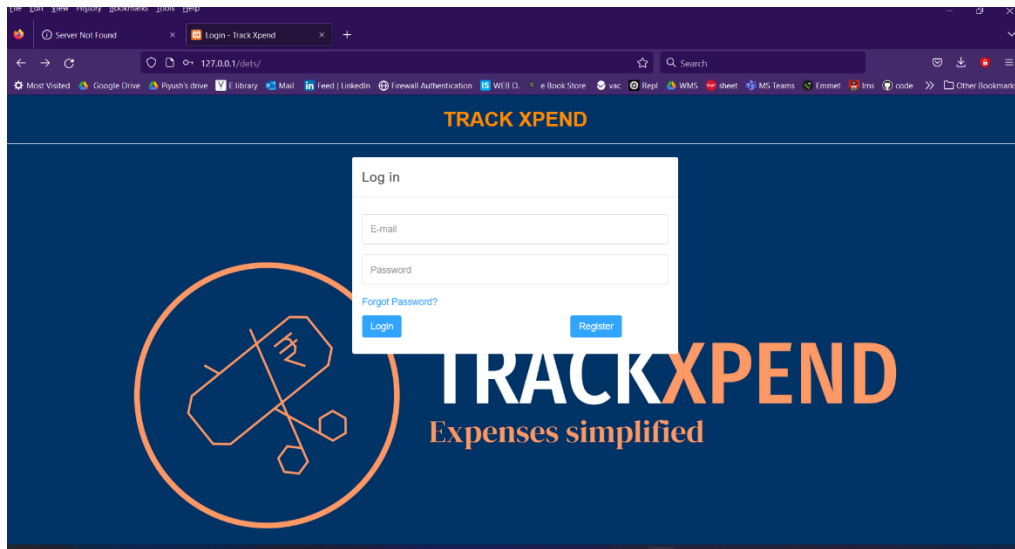 File Edit View History Bookmarks Tools Help
Server Not Found
Login - Track Xpend
127.0.0.1/dets/
Search
Most Visited Google Drive Piyush's drive E library Mail Feed | LinkedIn Firewall Authentication WEB D. e Book Store vac Repl WMS sheet MS Teams Emmet lms code Other Bookmarks
TRACK XPEND
Log in
E-mail
Password
Forgot Password?
Login Register
TRACKXPEND
Expenses simplified